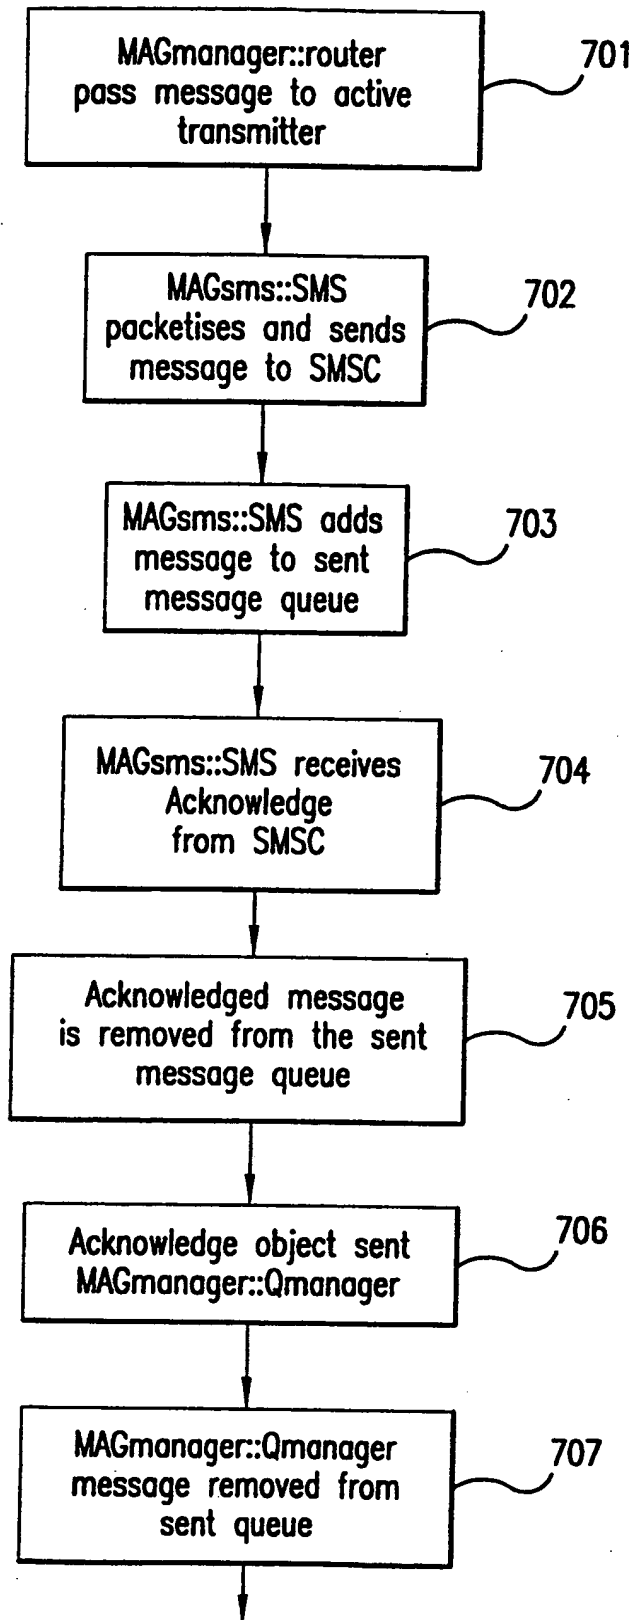 MAGmanager::router
pass message to active
transmitter
701
MAGsms::SMS
packetises and sends
message to SMSC
702
MAGsms::SMS adds
message to sent
message queue
703
MAGsms::SMS receives
Acknowledge
from SMSC
704
Acknowledged message
is removed from the sent
message queue
705
Acknowledge object sent
MAGmanager::Qmanager
706
MAGmanager::Qmanager
message removed from
sent queue
707